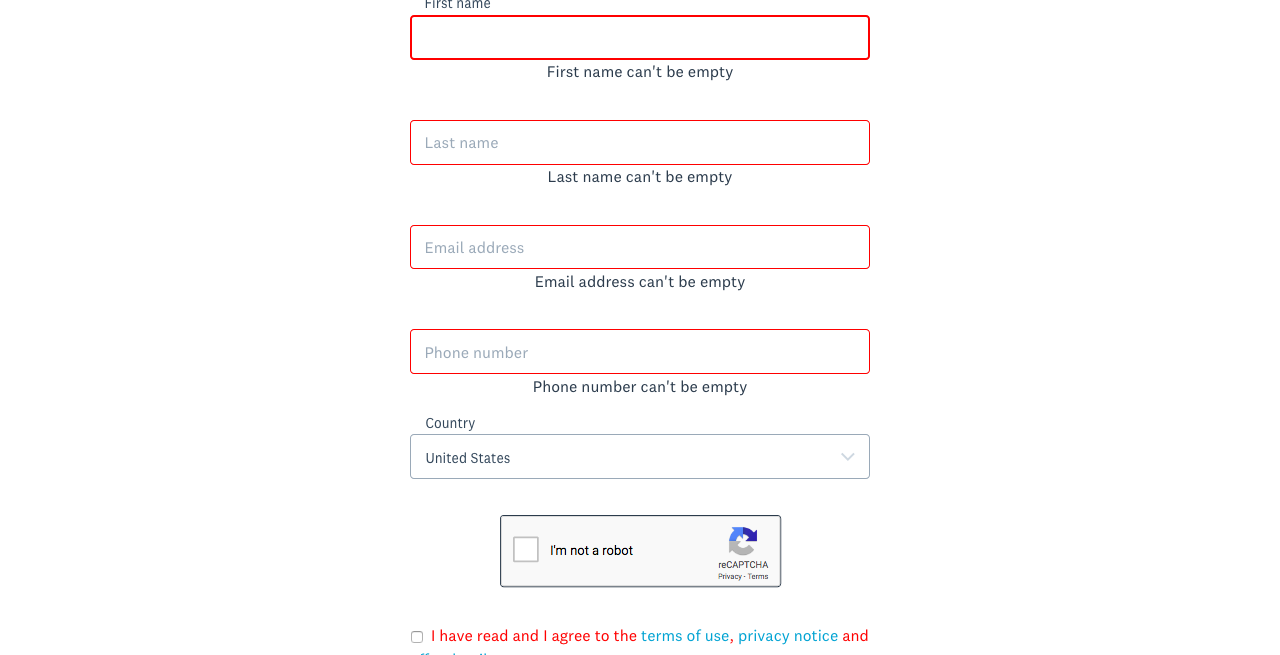 First name
First name can't be empty
Last name
Last name can't be empty
Email address
Email address can't be empty
Phone number
Phone number can't be empty
Country
United States
I'm not a robot
reCAPTCHA
Privacy - Terms
I have read and I agree to the terms of use, privacy notice and